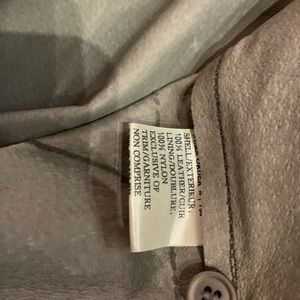 SHELL/EXTERIEUR:
100% LEATHER/CUIR
LINING/DOUBLURE:
100% NYLON
EXCLUSIVE OF
TRIM/GARNITURE
NON COMPRISE